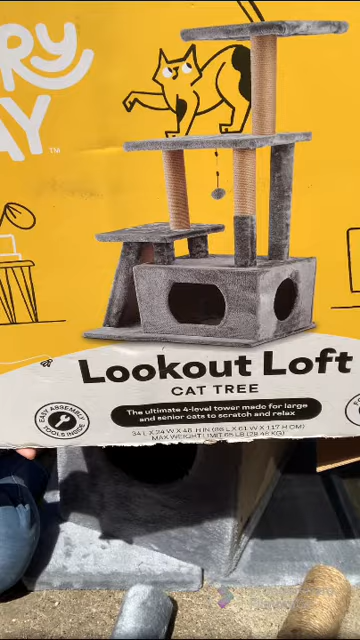 RY
AY™
Lookout Loft
CAT TREE
EASY ASSEMBLY
TOOLS INSIDE
The ultimate 4-level tower made for large
and senior cats to scratch and relax
34 L X 24 W X 46 H IN (86 L X 61 W X 117 H CM)
MAX WEIGHT LIMIT 65 LB (29.48 KG)